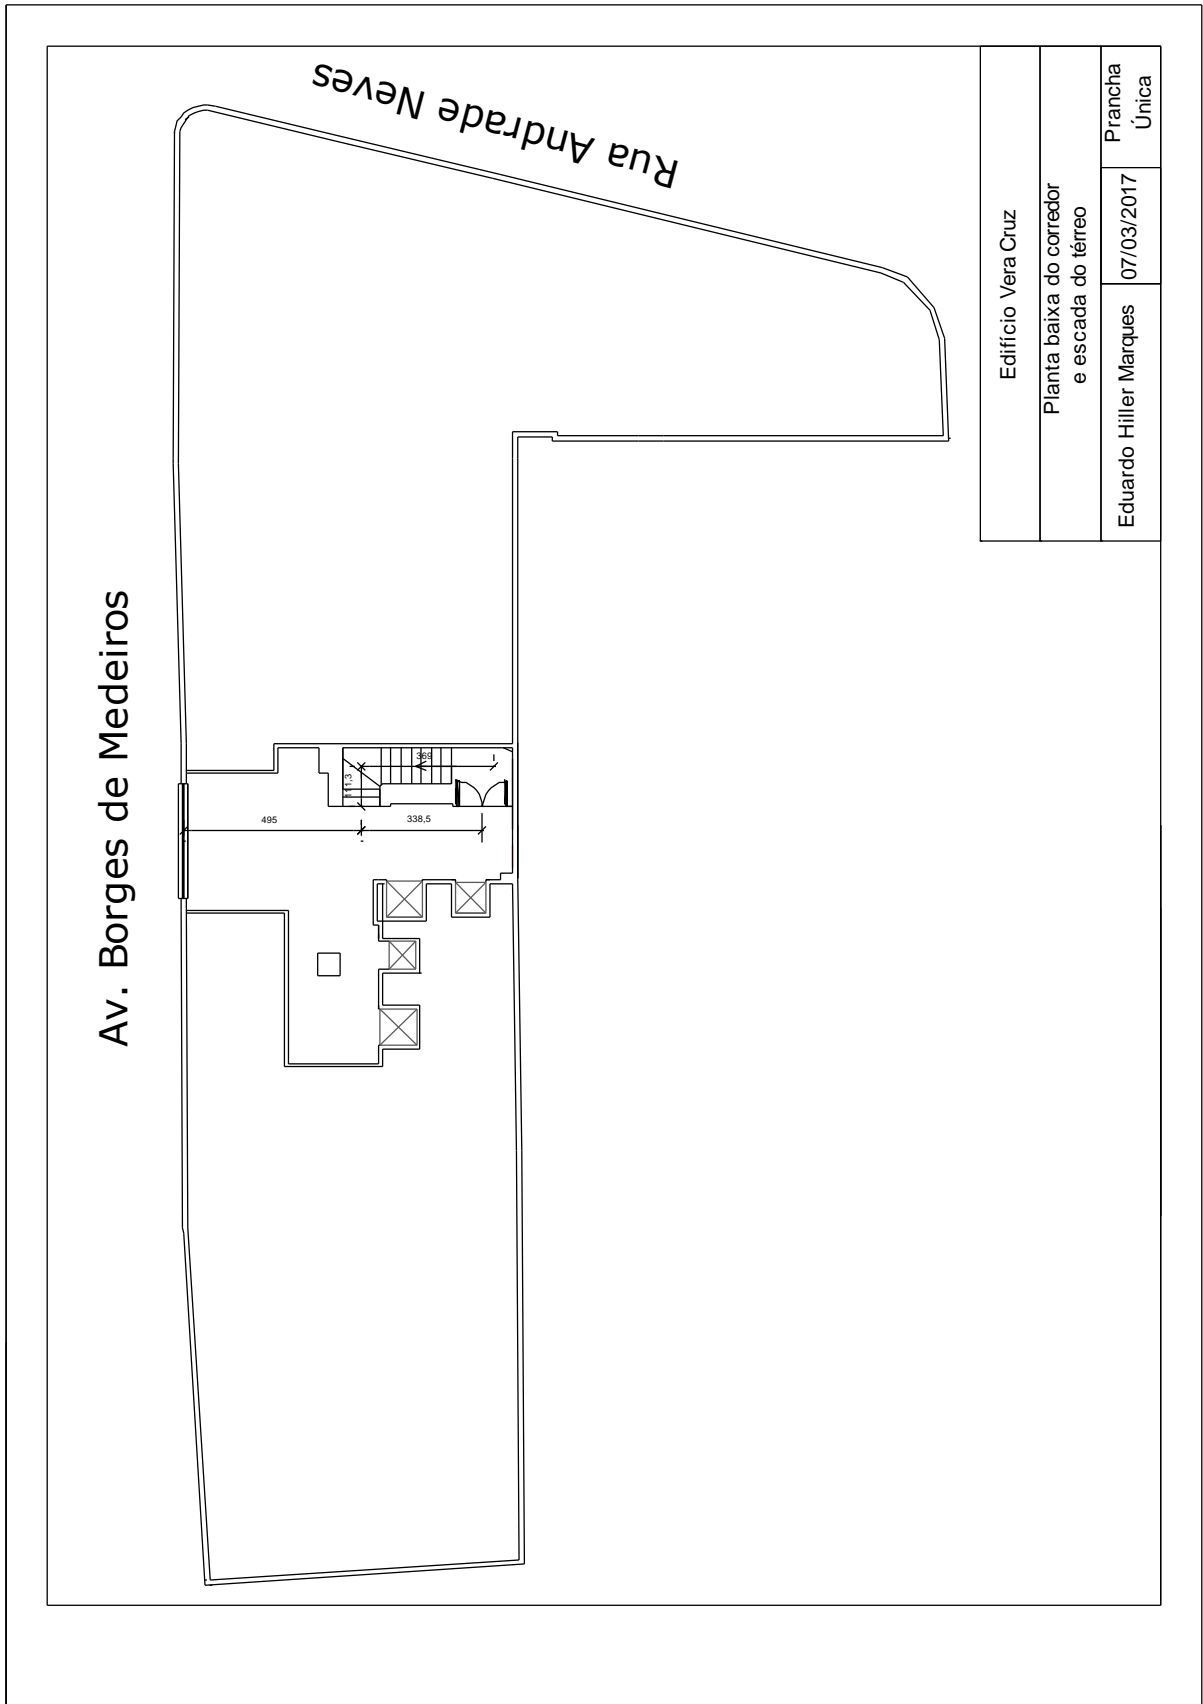 Rua Andrade Neves
Av. Borges de Medeiros
369
111,3
495
338,5
Edifício Vera Cruz
Planta baixa do corredor
e escada do térreo
Eduardo Hiller Marques
07/03/2017
Prancha
Única